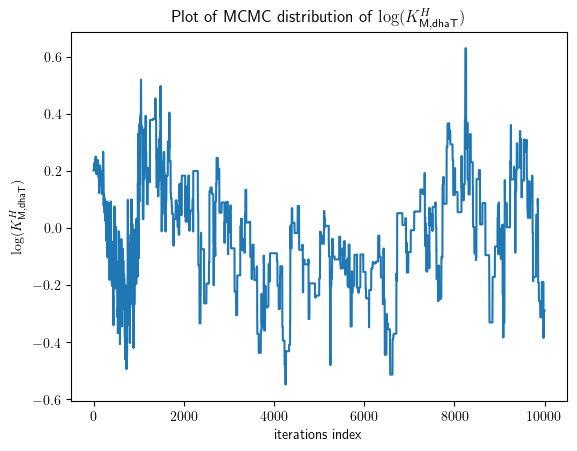 Plot of MCMC distribution of log(K^H_M,dhaT)
0.6
0.4
0.2
0.0
−0.2
−0.4
−0.6
log(K^H_M,dhaT)
0 2000 4000 6000 8000 10000
iterations index